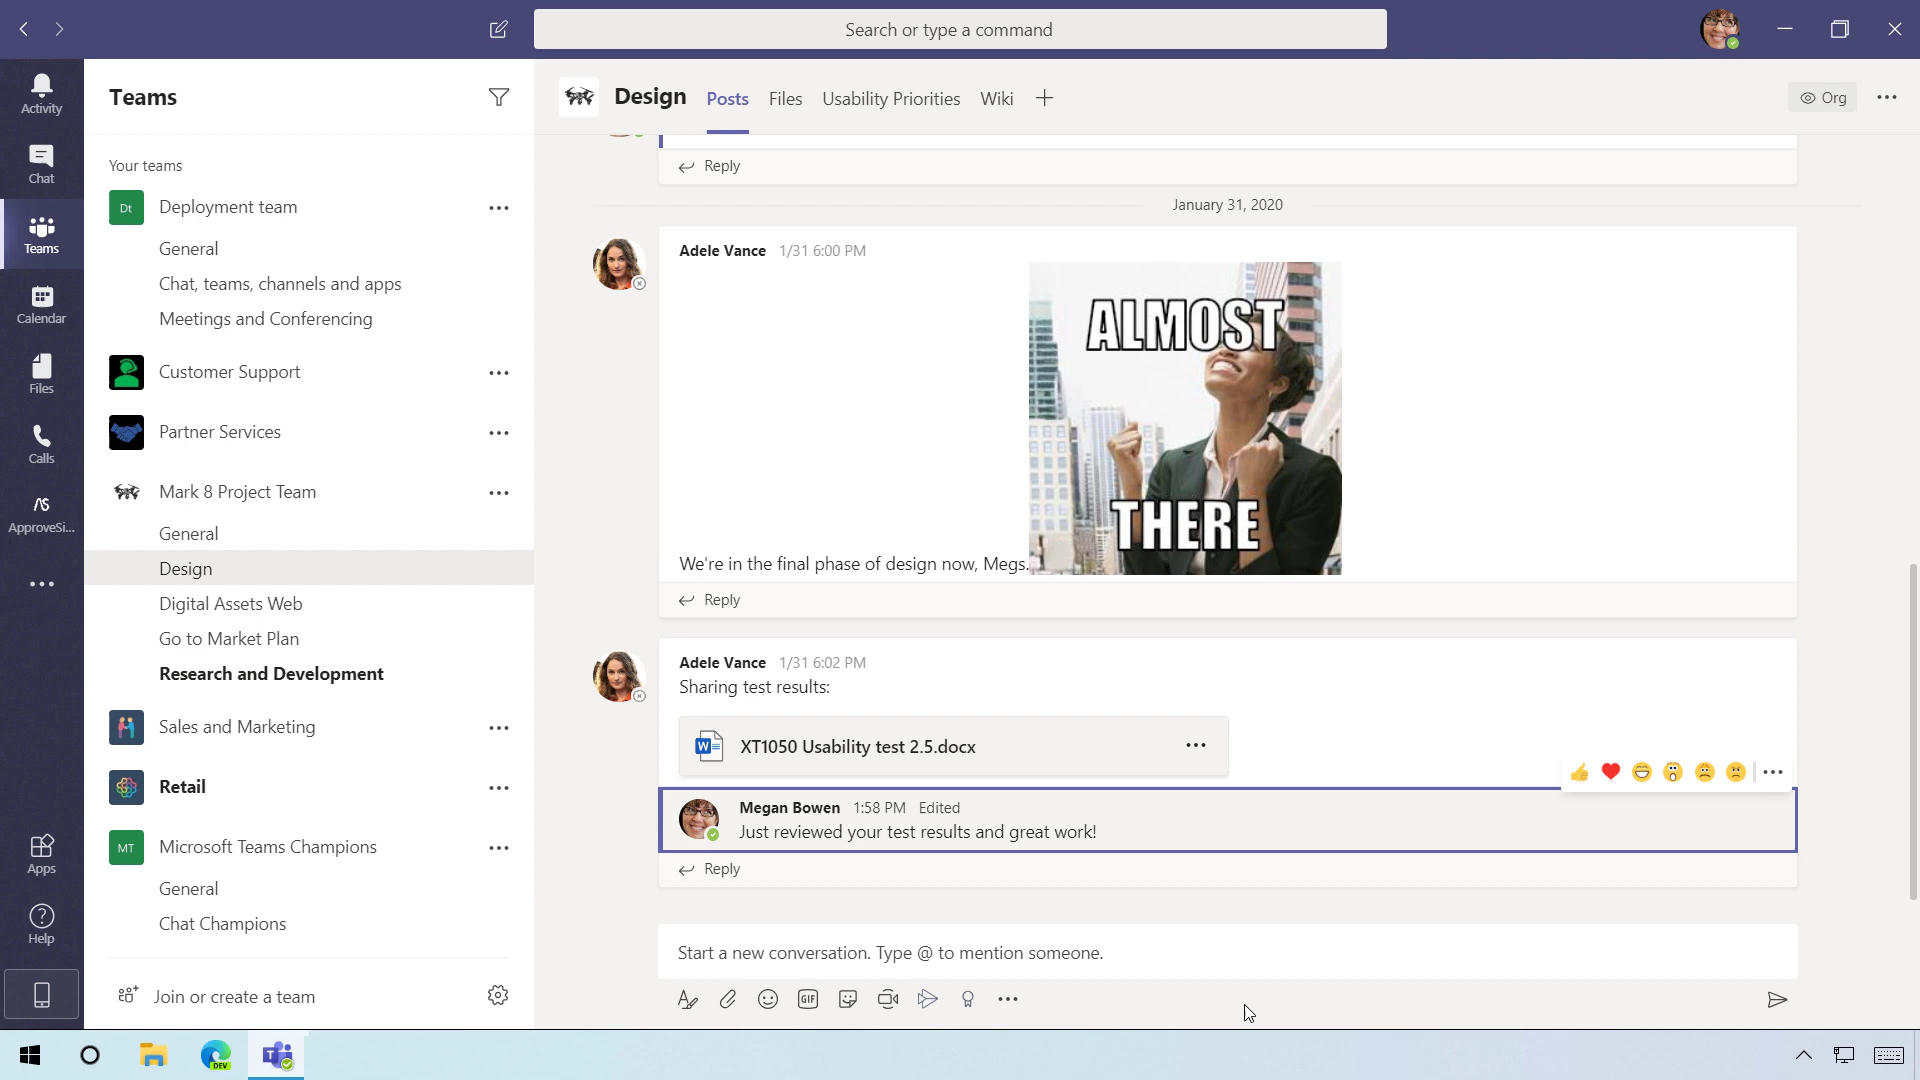 Search or type a command
Activity
Chat
Teams
Calendar
Files
Calls
ApproveSi...
Apps
Help
Teams
Your teams
Dt Deployment team
General
Chat, teams, channels and apps
Meetings and Conferencing
Customer Support
Partner Services
Mark 8 Project Team
General
Design
Digital Assets Web
Go to Market Plan
Research and Development
Sales and Marketing
Retail
MT Microsoft Teams Champions
General
Chat Champions
Join or create a team
Design Posts Files Usability Priorities Wiki
Org
Reply
January 31, 2020
Adele Vance 1/31 6:00 PM
ALMOST
THERE
We're in the final phase of design now, Megs.
Reply
Adele Vance 1/31 6:02 PM
Sharing test results:
W XT1050 Usability test 2.5.docx
Megan Bowen 1:58 PM Edited
Just reviewed your test results and great work!
Reply
Start a new conversation. Type @ to mention someone.
GIF
DEV
T